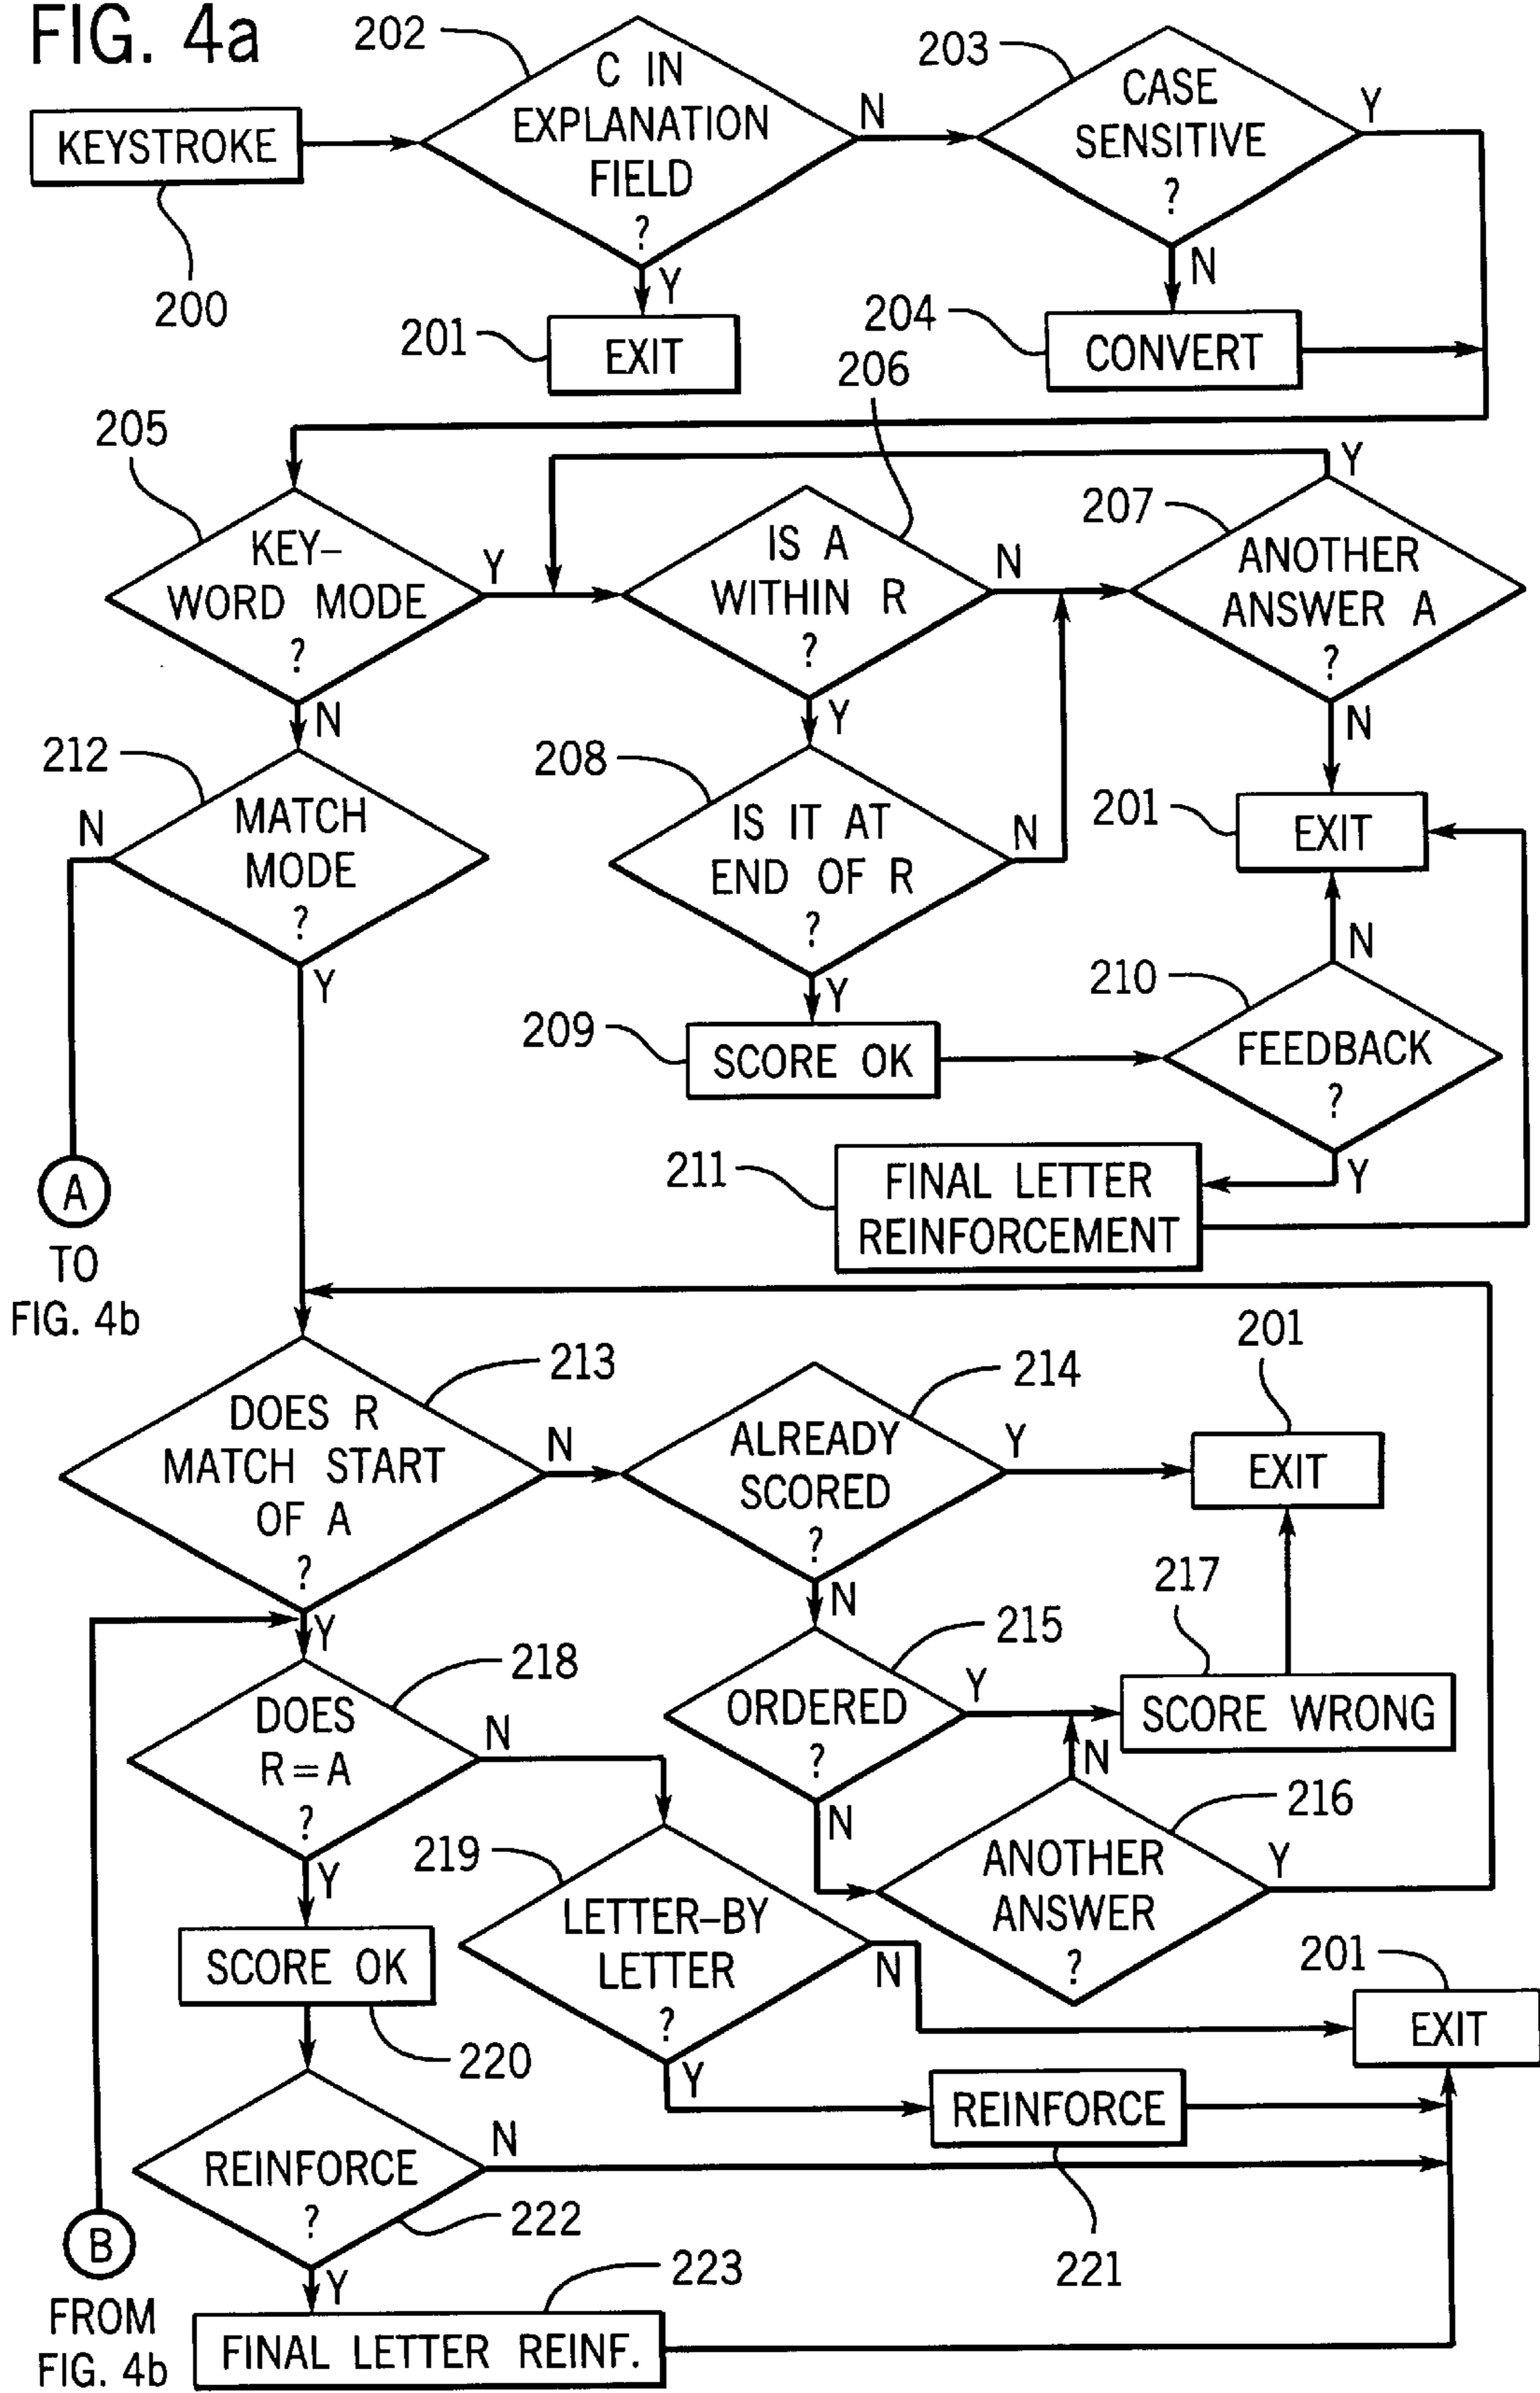 FIG. 4a
202
203
C IN
EXPLANATION
FIELD
?
N
CASE
SENSITIVE
?
Y
KEYSTROKE
200
Y
N
201
EXIT
204
CONVERT
206
205
Y
207
KEY-
WORD MODE
?
Y
IS A
WITHIN R
?
N
ANOTHER
ANSWER A
?
N
Y
N
212
208
MATCH
MODE
?
N
IS IT AT
END OF R
?
N
201
EXIT
Y
Y
N
210
209
SCORE OK
FEEDBACK
?
Y
211
FINAL LETTER
REINFORCEMENT
A
TO
FIG. 4b
213
214
201
DOES R
MATCH START
OF A
?
N
ALREADY
SCORED
?
Y
EXIT
Y
N
217
218
215
DOES
R=A
?
N
ORDERED
?
Y
SCORE WRONG
N
N
216
Y
219
ANOTHER
ANSWER
?
Y
LETTER-BY
LETTER
?
N
SCORE OK
220
201
EXIT
Y
REINFORCE
221
REINFORCE
?
N
222
Y
B
FROM
FIG. 4b
223
FINAL LETTER REINF.